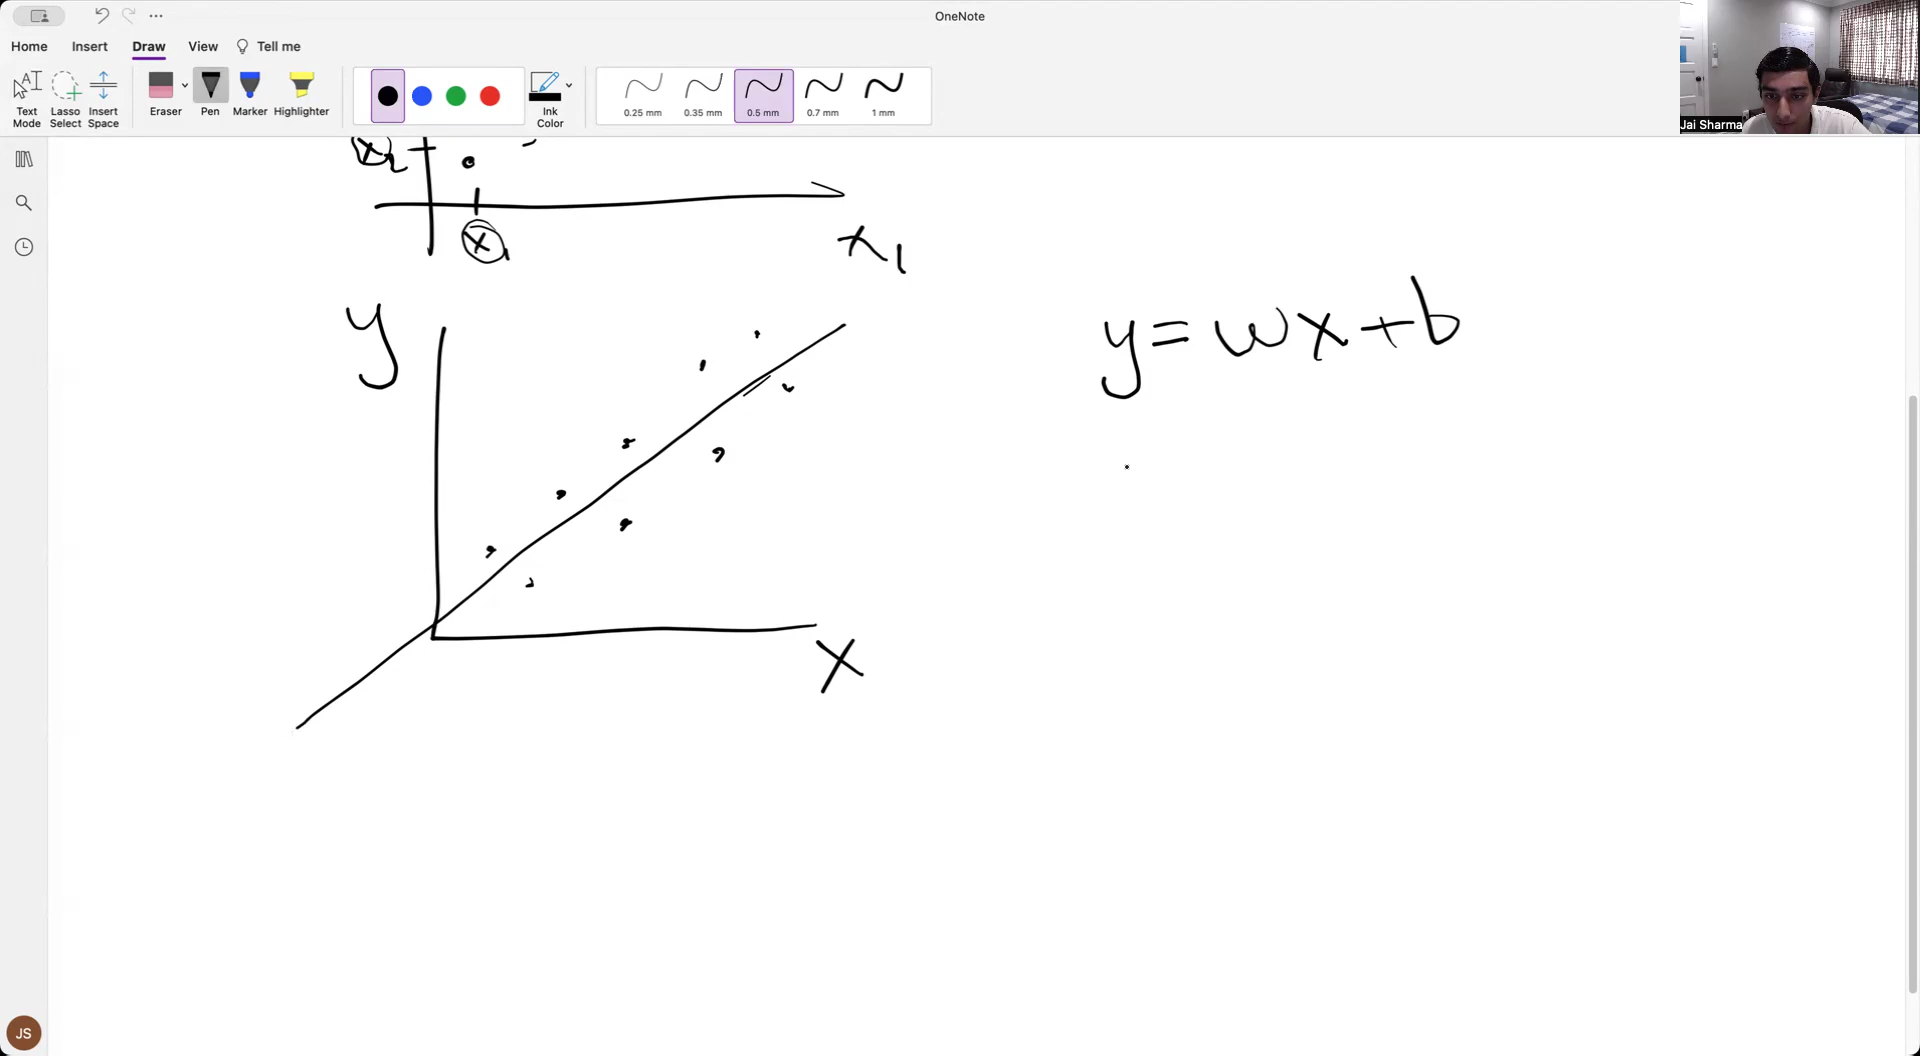 OneNote
Home Insert Draw View Tell me
Text Mode
Lasso Select
Insert Space
Eraser
Pen
Marker
Highlighter
Ink Color
0.25 mm
0.35 mm
0.5 mm
0.7 mm
1 mm
Jai Sharma
x2
x1
x1
y
y = wx + b
x
JS